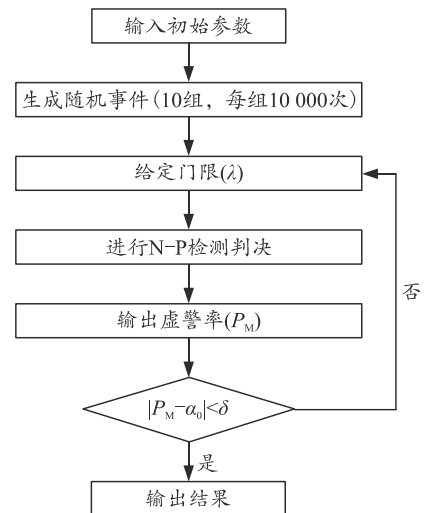 输入初始参数
生成随机事件(10组，每组10 000次)
给定门限(λ)
进行N-P检测判决
否
输出虚警率(P_M)
|P_M-α_0|<δ
是
输出结果